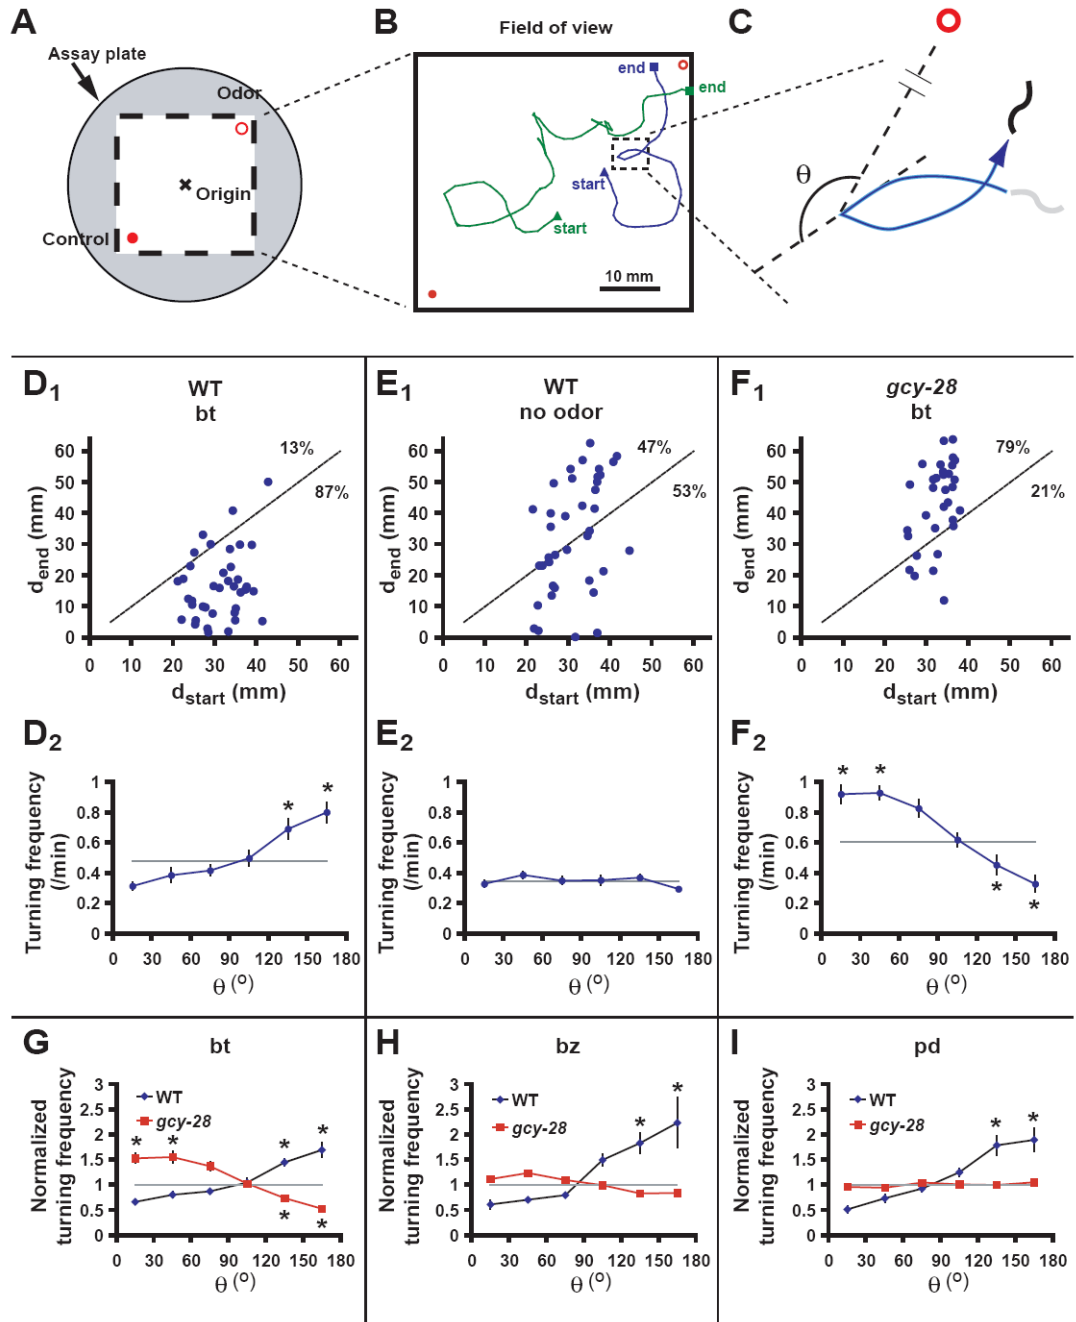 A
Assay plate
Odor
Origin
Control
B
Field of view
end
end
start
start
10 mm
C
θ
D1
WT
bt
13%
87%
dend (mm)
60
50
40
30
20
10
0
0 10 20 30 40 50 60
dstart (mm)
E1
WT
no odor
47%
53%
dend (mm)
60
50
40
30
20
10
0
0 10 20 30 40 50 60
dstart (mm)
F1
gcy-28
bt
79%
21%
dend (mm)
60
50
40
30
20
10
0
0 10 20 30 40 50 60
dstart (mm)
D2
Turning frequency
(/min)
1
0.8
0.6
0.4
0.2
0
* *
0 30 60 90 120 150 180
θ (º)
E2
Turning frequency
(/min)
1
0.8
0.6
0.4
0.2
0
0 30 60 90 120 150 180
θ (º)
F2
Turning frequency
(/min)
1
0.8
0.6
0.4
0.2
0
* *
* *
0 30 60 90 120 150 180
θ (º)
G
bt
Normalized
turning frequency
3
2.5
2
1.5
1
0.5
0
WT
gcy-28
* * * *
* *
0 30 60 90 120 150 180
θ (º)
H
bz
Normalized
turning frequency
3
2.5
2
1.5
1
0.5
0
WT
gcy-28
* *
0 30 60 90 120 150 180
θ (º)
I
pd
Normalized
turning frequency
3
2.5
2
1.5
1
0.5
0
WT
gcy-28
* *
0 30 60 90 120 150 180
θ (º)